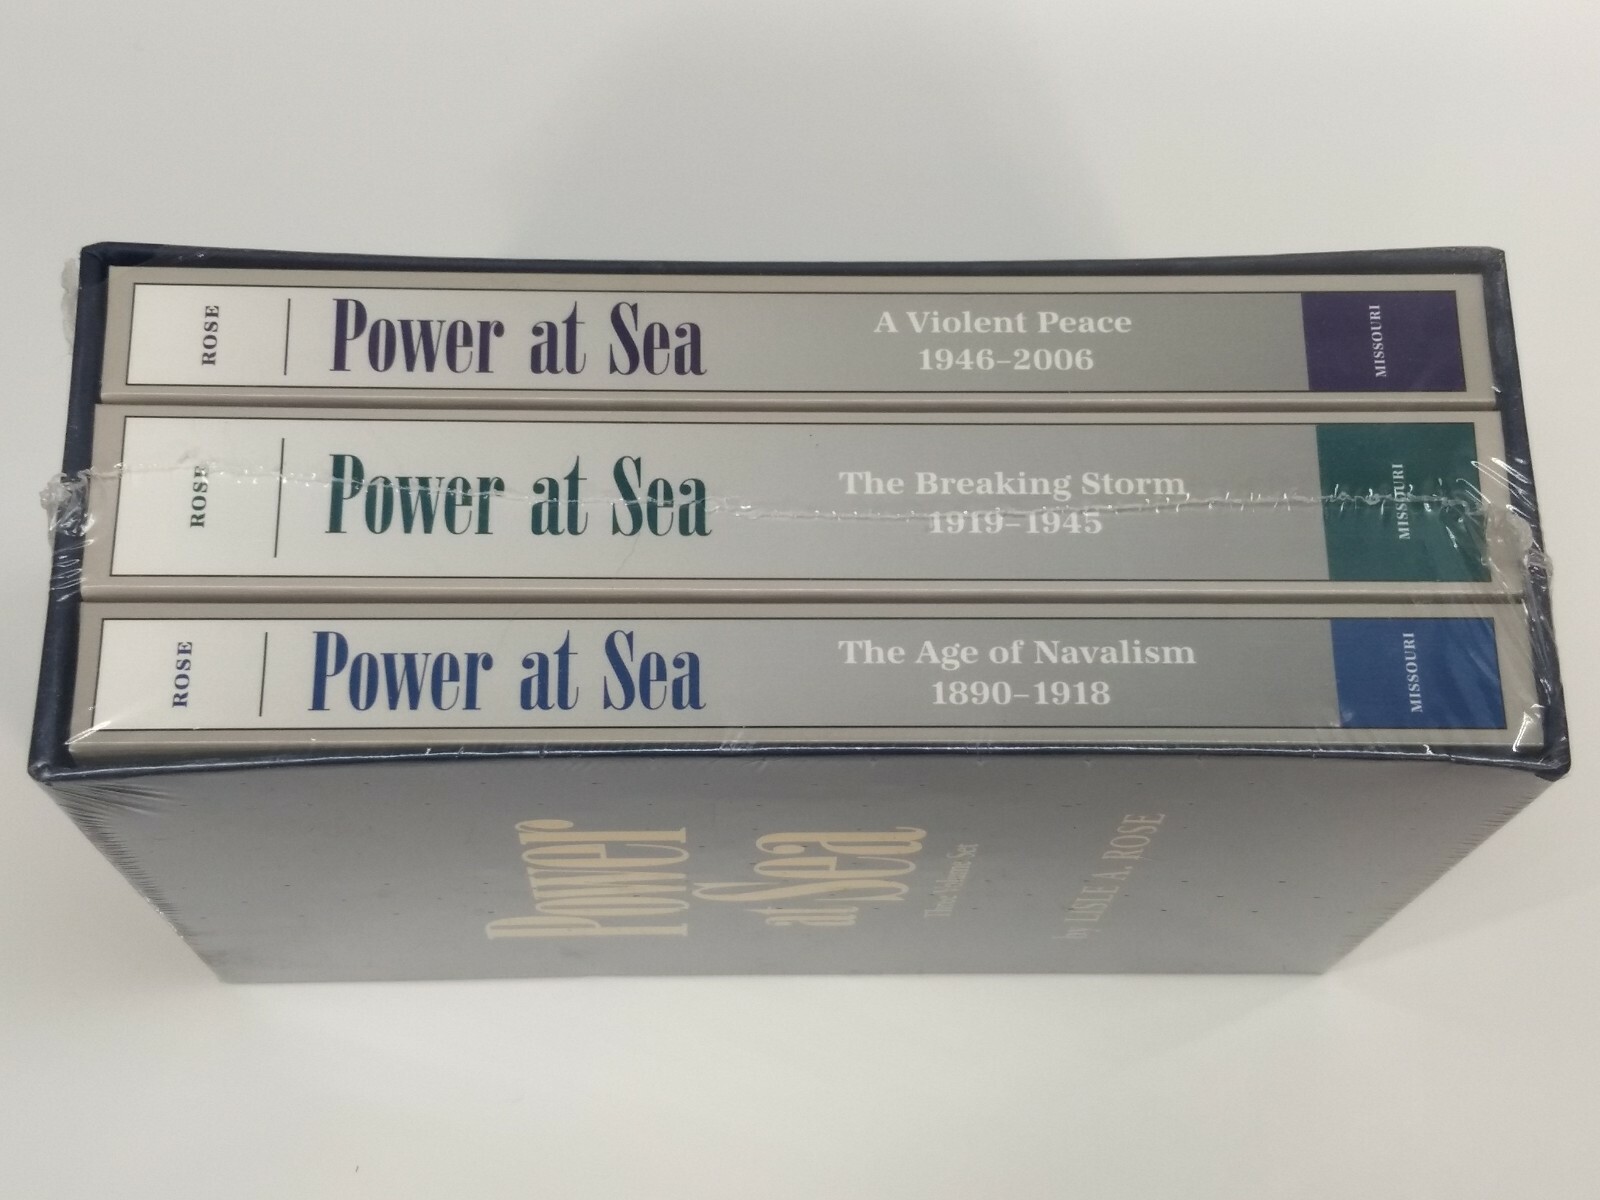 ROSE
Power at Sea
A Violent Peace
1946–2006
MISSOURI
ROSE
Power at Sea
The Breaking Storm
1919–1945
MISSOURI
ROSE
Power at Sea
The Age of Navalism
1890–1918
MISSOURI
Power
at Sea
Three-Volume Set
by LISLE A. ROSE